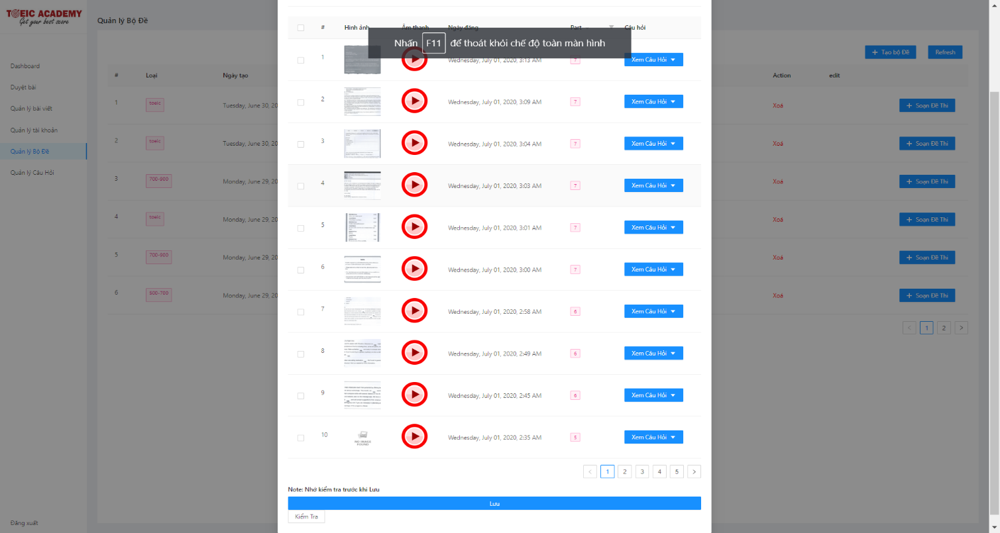 TOEIC ACADEMY
Get your best score
Dashboard
Duyệt bài
Quản lý bài viết
Quản lý tài khoản
Quản lý Bộ Đề
Quản lý Câu Hỏi
Đăng xuất
Quản lý Bộ Đề
+ Tạo bộ Đề Refresh
# Loại Ngày tạo Action edit
1 toeic Tuesday, June 30, 20 Xoá + Soạn Đề Thi
2 toeic Tuesday, June 30, 20 Xoá + Soạn Đề Thi
3 700-900 Monday, June 29, 20 Xoá + Soạn Đề Thi
4 toeic Monday, June 29, 20 Xoá + Soạn Đề Thi
5 700-900 Monday, June 29, 20 Xoá + Soạn Đề Thi
6 500-700 Monday, June 29, 20 Xoá + Soạn Đề Thi
< 1 2 >
# Hình ảnh Âm thanh Ngày đăng Part Câu hỏi
Nhấn F11 để thoát khỏi chế độ toàn màn hình
1 Wednesday, July 01, 2020, 3:13 AM 7 Xem Câu Hỏi
2 Wednesday, July 01, 2020, 3:09 AM 7 Xem Câu Hỏi
3 Wednesday, July 01, 2020, 3:04 AM 7 Xem Câu Hỏi
4 Wednesday, July 01, 2020, 3:03 AM 7 Xem Câu Hỏi
5 Wednesday, July 01, 2020, 3:01 AM 7 Xem Câu Hỏi
6 Wednesday, July 01, 2020, 3:00 AM 7 Xem Câu Hỏi
7 Wednesday, July 01, 2020, 2:58 AM 6 Xem Câu Hỏi
8 Wednesday, July 01, 2020, 2:49 AM 6 Xem Câu Hỏi
9 Wednesday, July 01, 2020, 2:45 AM 6 Xem Câu Hỏi
10 NO IMAGE FOUND Wednesday, July 01, 2020, 2:35 AM 5 Xem Câu Hỏi
< 1 2 3 4 5 >
Note: Nhớ kiểm tra trước khi Lưu
Lưu
Kiểm Tra